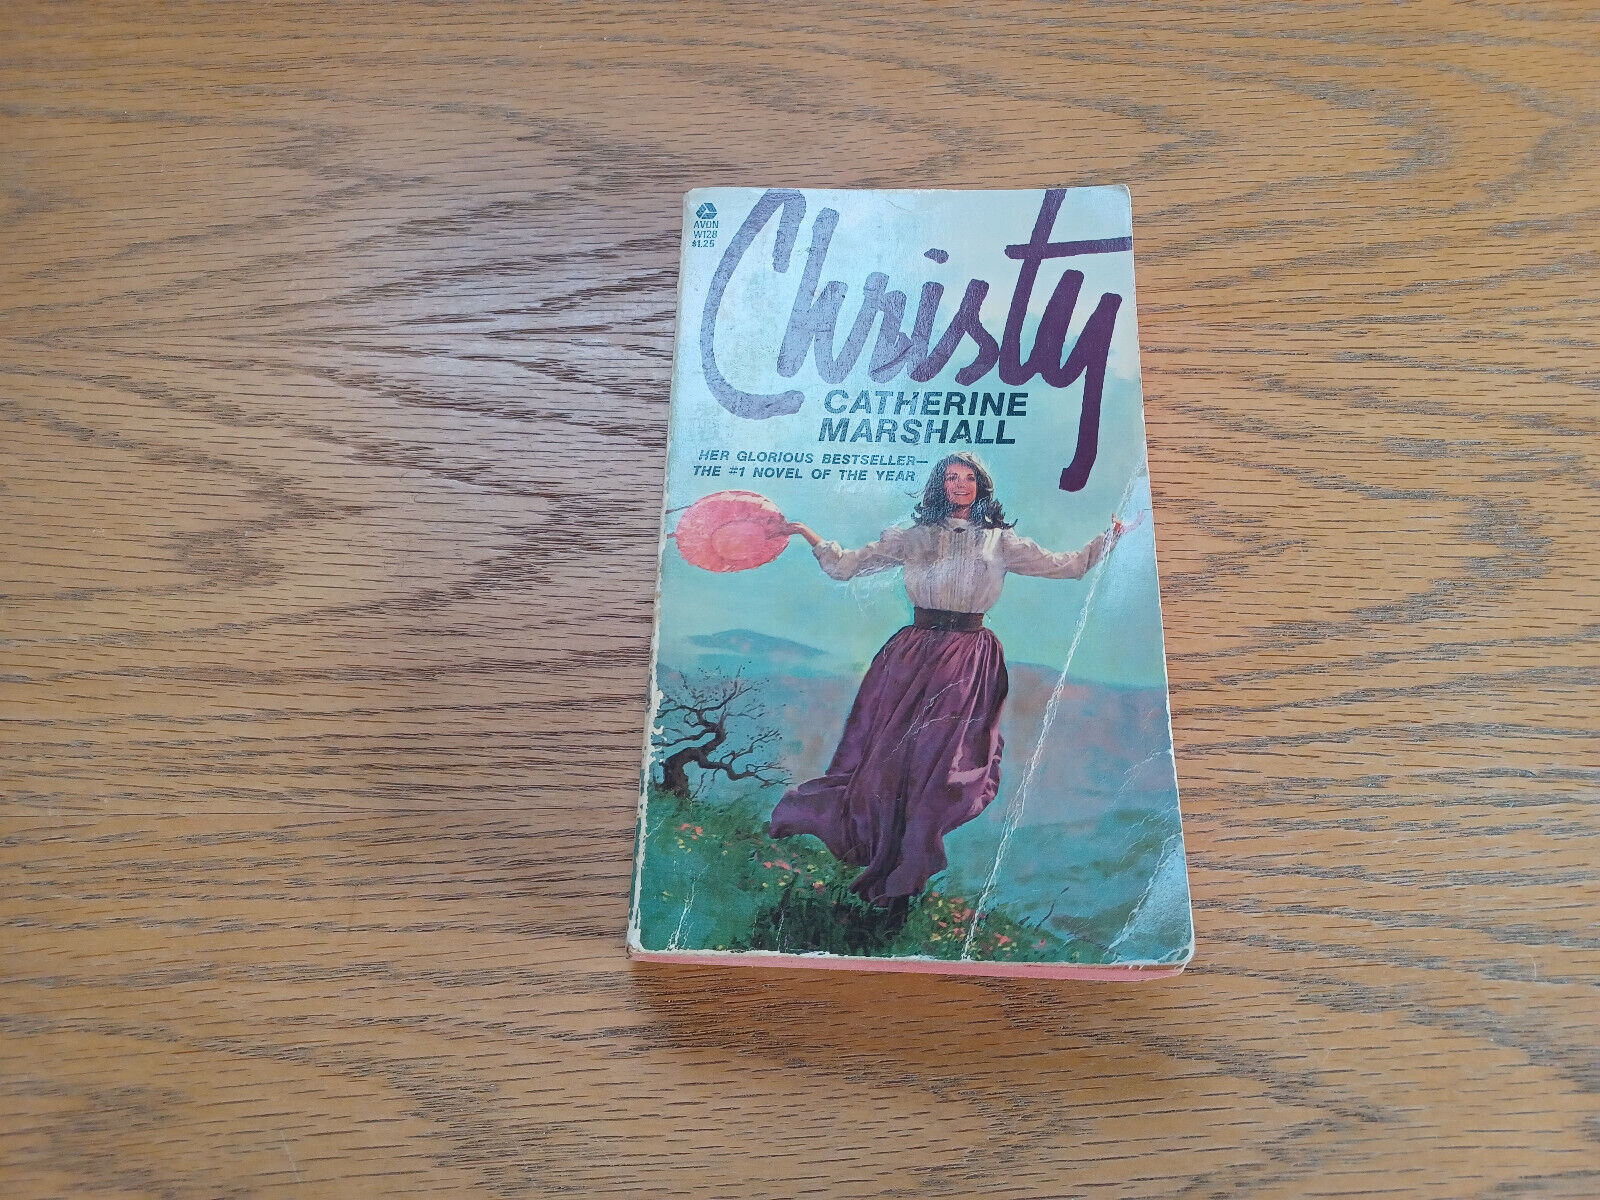 AVON
W128
$1.25
Christy
CATHERINE
MARSHALL
HER GLORIOUS BESTSELLER—
THE #1 NOVEL OF THE YEAR